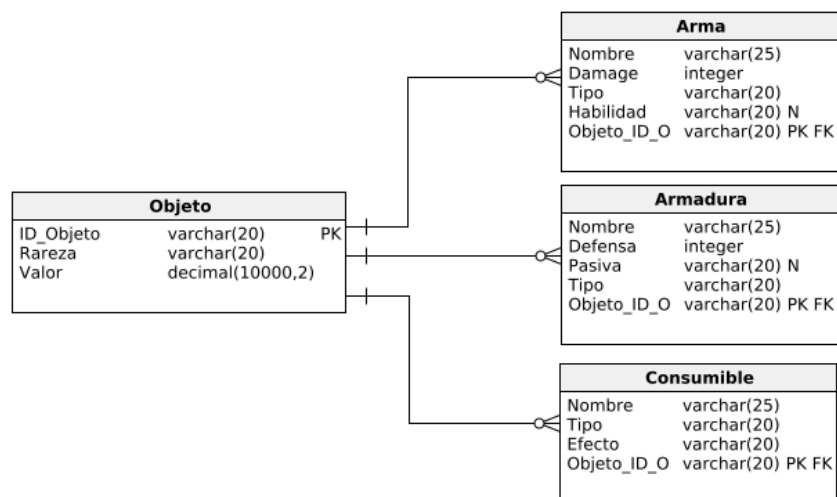 Objeto
ID_Objeto varchar(20) PK
Rareza varchar(20)
Valor decimal(10000,2)
Arma
Nombre varchar(25)
Damage integer
Tipo varchar(20)
Habilidad varchar(20) N
Objeto_ID_O varchar(20) PK FK
Armadura
Nombre varchar(25)
Defensa integer
Pasiva varchar(20) N
Tipo varchar(20)
Objeto_ID_O varchar(20) PK FK
Consumible
Nombre varchar(25)
Tipo varchar(20)
Efecto varchar(20)
Objeto_ID_O varchar(20) PK FK